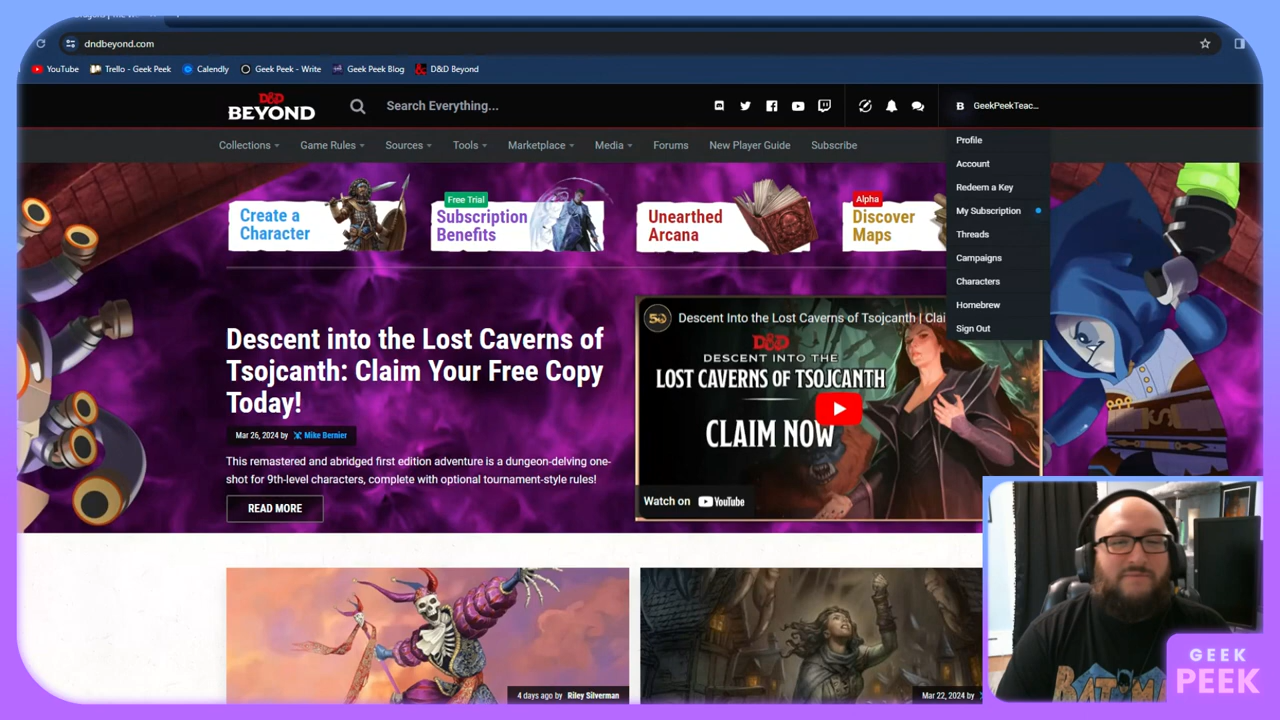 dndbeyond.com
YouTube
Trello - Geek Peek
Calendly
Geek Peek - Write
Geek Peek Blog
D&D Beyond
D&D
BEYOND
Search Everything...
B GeekPeekTeac...
Collections
Game Rules
Sources
Tools
Marketplace
Media
Forums
New Player Guide
Subscribe
Profile
Account
Redeem a Key
My Subscription
Threads
Campaigns
Characters
Homebrew
Sign Out
Create a
Character
Free Trial
Subscription
Benefits
Unearthed
Arcana
Alpha
Discover
Maps
Descent into the Lost Caverns of
Tsojcanth: Claim Your Free Copy
Today!
Mar 26, 2024 by Mike Bernier
This remastered and abridged first edition adventure is a dungeon-delving one-
shot for 9th-level characters, complete with optional tournament-style rules!
READ MORE
50
Descent Into the Lost Caverns of Tsojcanth | Clai
D&D
DESCENT INTO THE
LOST CAVERNS OF TSOJCANTH
CLAIM NOW
Watch on YouTube
4 days ago by Riley Silverman
Mar 22, 2024 by
BATMA
GEEK
PEEK